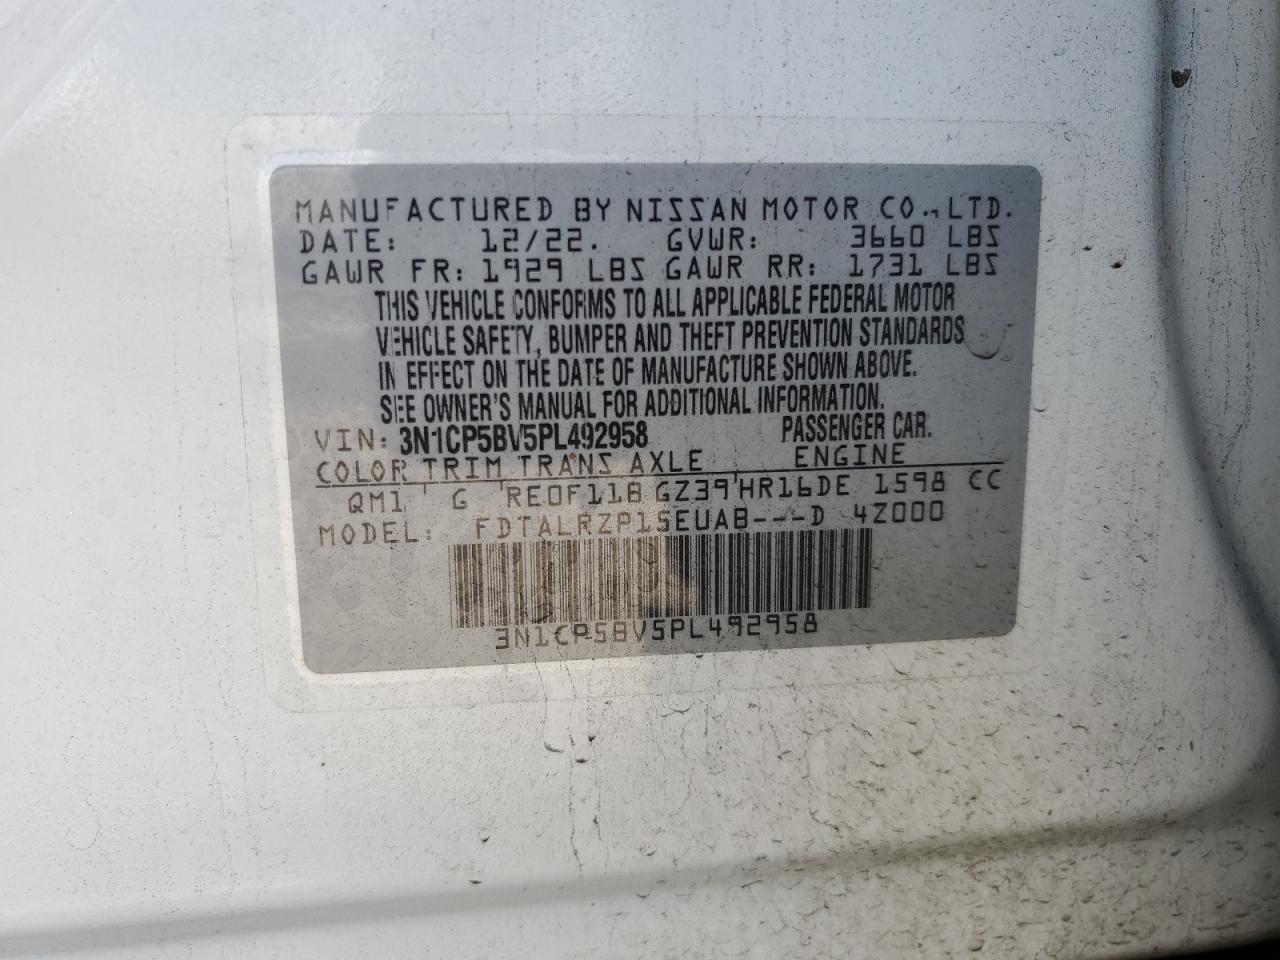 MANUFACTURED BY NISSAN MOTOR CO., LTD.
DATE: 12/22. GVWR: 3660 LBS
GAWR FR: 1929 LBS GAWR RR: 1731 LBS
THIS VEHICLE CONFORMS TO ALL APPLICABLE FEDERAL MOTOR
VEHICLE SAFETY, BUMPER AND THEFT PREVENTION STANDARDS
IN EFFECT ON THE DATE OF MANUFACTURE SHOWN ABOVE.
SEE OWNER'S MANUAL FOR ADDITIONAL INFORMATION.
VIN: 3N1CP5BV5PL492958 PASSENGER CAR.
COLOR TRIM TRANS AXLE ENGINE
QM1 G RE0F11B GZ39 HR16DE 1598 CC
MODEL: FDTALRZP15EUAB---D 4Z000
3N1CP5BV5PL492958